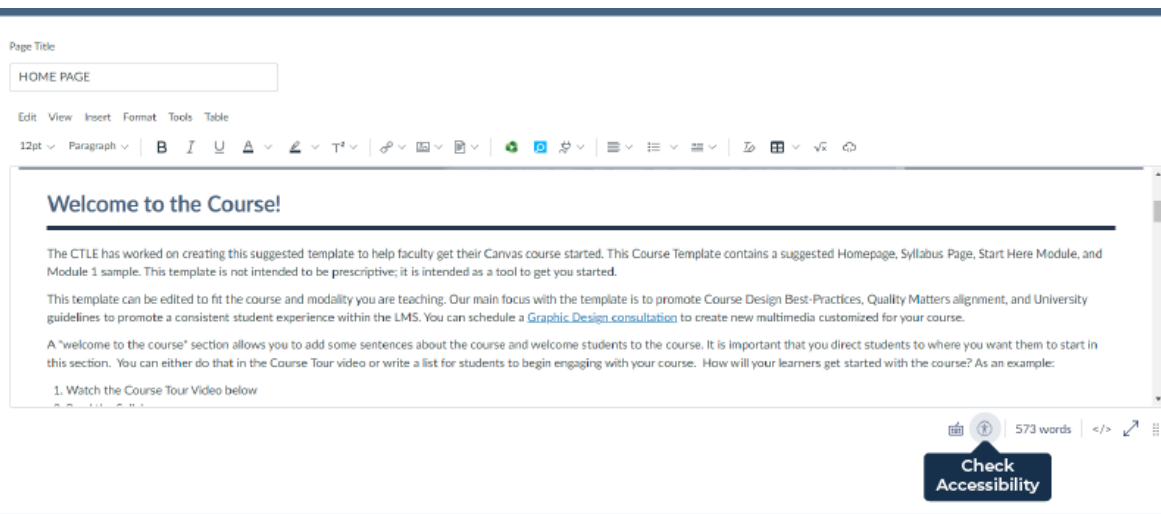 Page Title
HOME PAGE
Edit View Insert Format Tools Table
12pt Paragraph B I U A T²
Welcome to the Course!
The CTLE has worked on creating this suggested template to help faculty get their Canvas course started. This Course Template contains a suggested Homepage, Syllabus Page, Start Here Module, and
Module 1 sample. This template is not intended to be prescriptive; it is intended as a tool to get you started.
This template can be edited to fit the course and modality you are teaching. Our main focus with the template is to promote Course Design Best-Practices, Quality Matters alignment, and University
guidelines to promote a consistent student experience within the LMS. You can schedule a Graphic Design consultation to create new multimedia customized for your course.
A "welcome to the course" section allows you to add some sentences about the course and welcome students to the course. It is important that you direct students to where you want them to start in
this section. You can either do that in the Course Tour video or write a list for students to begin engaging with your course. How will your learners get started with the course? As an example:
1. Watch the Course Tour Video below
573 words </>
Check
Accessibility